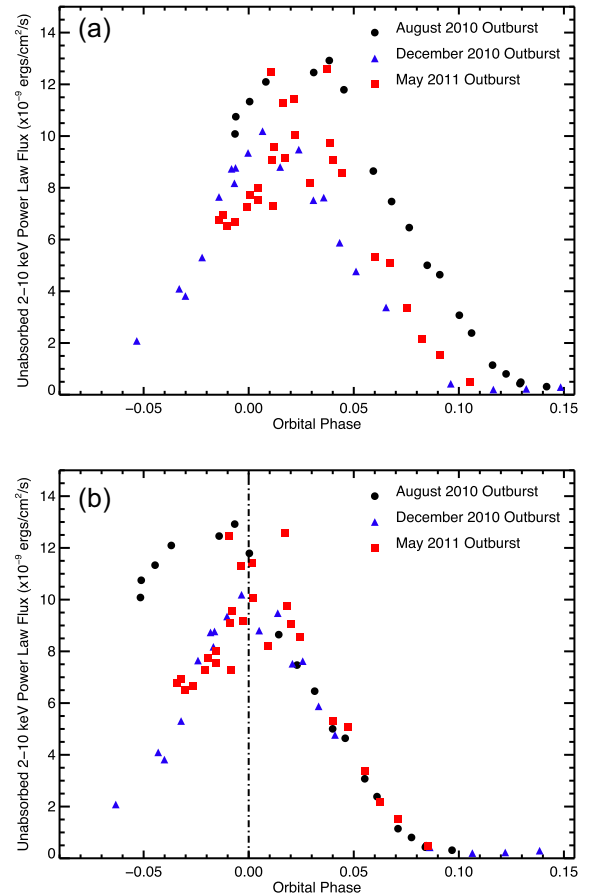 (a)
August 2010 Outburst
December 2010 Outburst
May 2011 Outburst
Unabsorbed 2−10 keV Power Law Flux (x10⁻⁹ ergs/cm²/s)
14
12
10
8
6
4
2
0
−0.05 0.00 0.05 0.10 0.15
Orbital Phase
(b)
August 2010 Outburst
December 2010 Outburst
May 2011 Outburst
Unabsorbed 2−10 keV Power Law Flux (x10⁻⁹ ergs/cm²/s)
14
12
10
8
6
4
2
0
−0.05 0.00 0.05 0.10 0.15
Orbital Phase